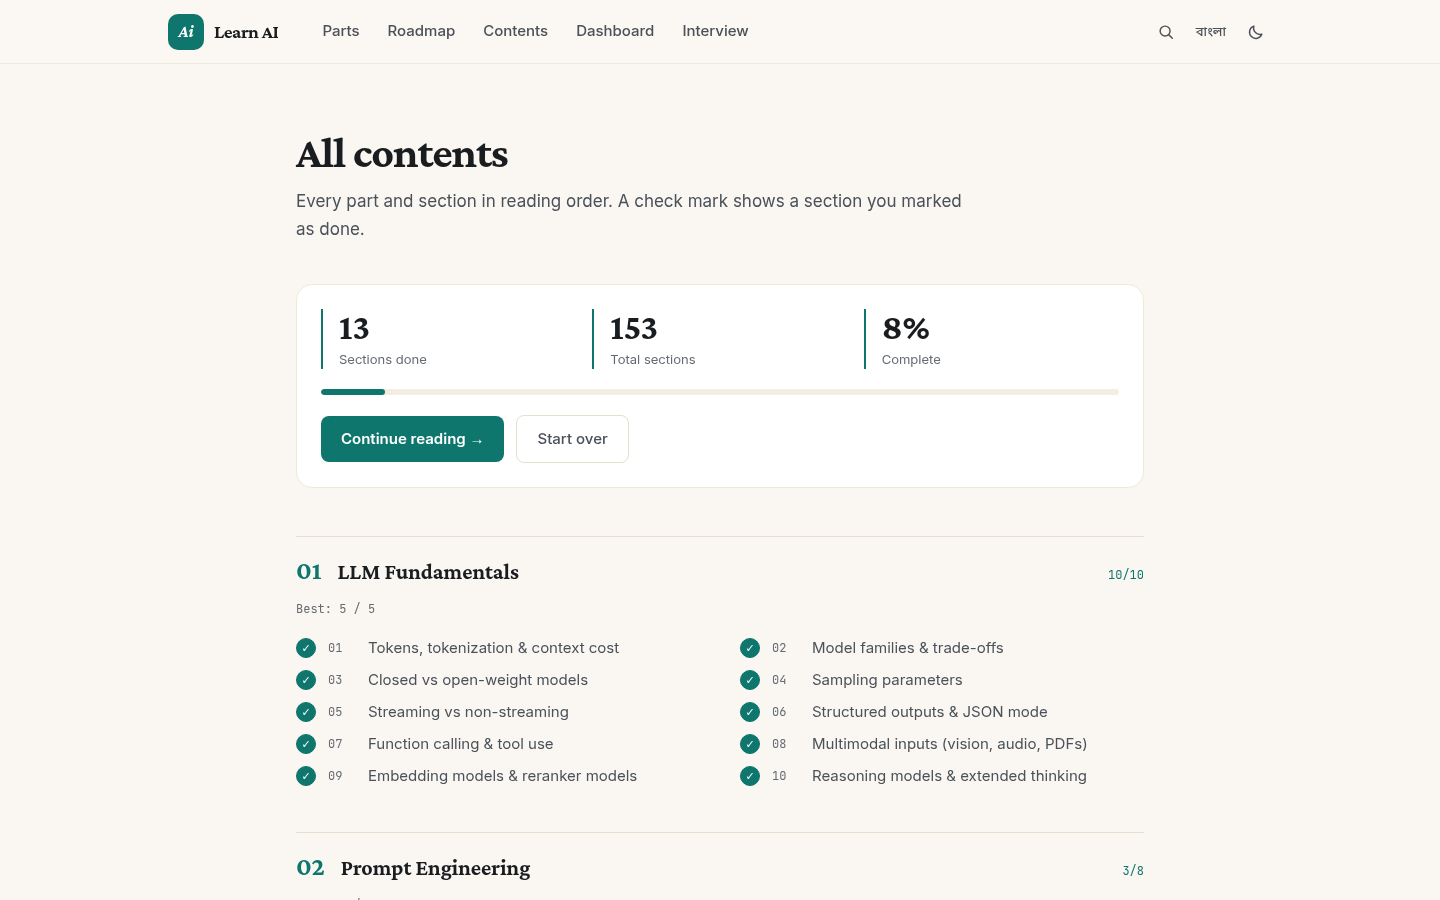 Ai Learn AI Parts Roadmap Contents Dashboard Interview বাংলা
All contents
Every part and section in reading order. A check mark shows a section you marked
as done.
13 153 8%
Sections done Total sections Complete
Continue reading → Start over
01 LLM Fundamentals 10/10
Best: 5 / 5
✓ 01 Tokens, tokenization & context cost ✓ 02 Model families & trade-offs
✓ 03 Closed vs open-weight models ✓ 04 Sampling parameters
✓ 05 Streaming vs non-streaming ✓ 06 Structured outputs & JSON mode
✓ 07 Function calling & tool use ✓ 08 Multimodal inputs (vision, audio, PDFs)
✓ 09 Embedding models & reranker models ✓ 10 Reasoning models & extended thinking
02 Prompt Engineering 3/8